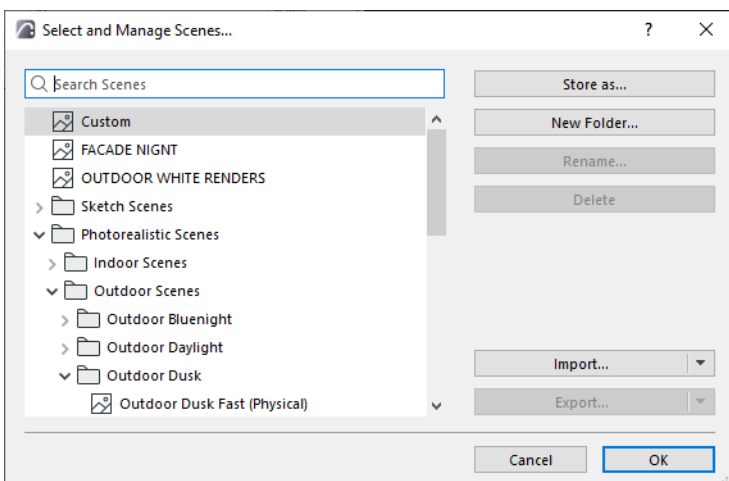 Select and Manage Scenes...
?
Search Scenes
Custom
FACADE NIGNT
OUTDOOR WHITE RENDERS
Sketch Scenes
Photorealistic Scenes
Indoor Scenes
Outdoor Scenes
Outdoor Bluenight
Outdoor Daylight
Outdoor Dusk
Outdoor Dusk Fast (Physical)
Store as...
New Folder...
Rename...
Delete
Import...
Export...
Cancel
OK